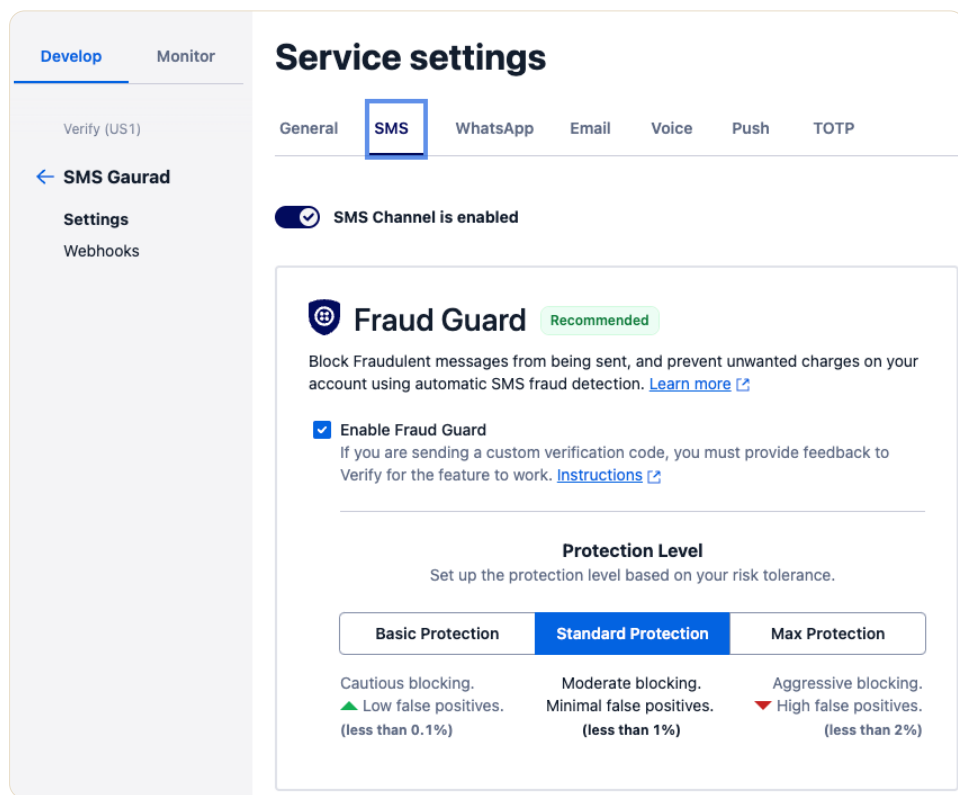 Develop
Monitor
Verify (US1)
SMS Gaurad
Settings
Webhooks
Service settings
General
SMS
WhatsApp
Email
Voice
Push
TOTP
SMS Channel is enabled
Fraud Guard
Recommended
Block Fraudulent messages from being sent, and prevent unwanted charges on your
account using automatic SMS fraud detection. Learn more
Enable Fraud Guard
If you are sending a custom verification code, you must provide feedback to
Verify for the feature to work. Instructions
Protection Level
Set up the protection level based on your risk tolerance.
Basic Protection
Standard Protection
Max Protection
Cautious blocking.
Low false positives.
(less than 0.1%)
Moderate blocking.
Minimal false positives.
(less than 1%)
Aggressive blocking.
High false positives.
(less than 2%)